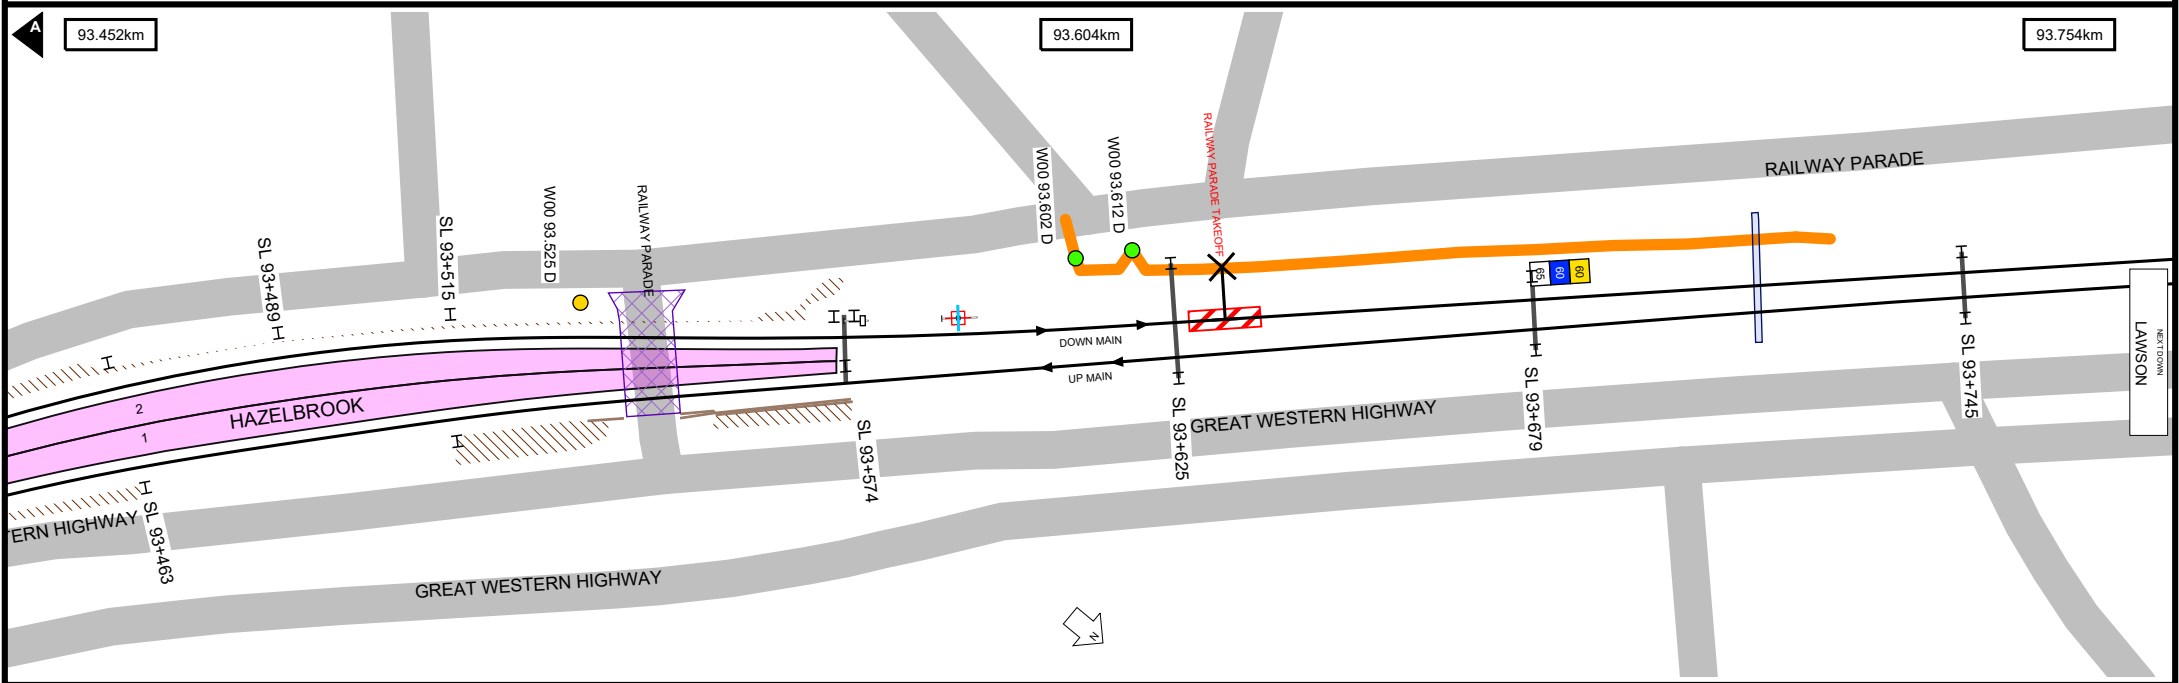 A
93.452km
93.604km
93.754km
SL 93+489
SL 93+515
W00 93.525 D
RAILWAY PARADE
W00 93.602 D
W00 93.612 D
RAILWAY PARADE TAKEOFF
RAILWAY PARADE
65
60
60
DOWN MAIN
UP MAIN
2
1
HAZELBROOK
SL 93+574
SL 93+625
GREAT WESTERN HIGHWAY
SL 93+679
SL 93+745
NEXT DOWN
LAWSON
TERN HIGHWAY
SL 93+463
GREAT WESTERN HIGHWAY
N